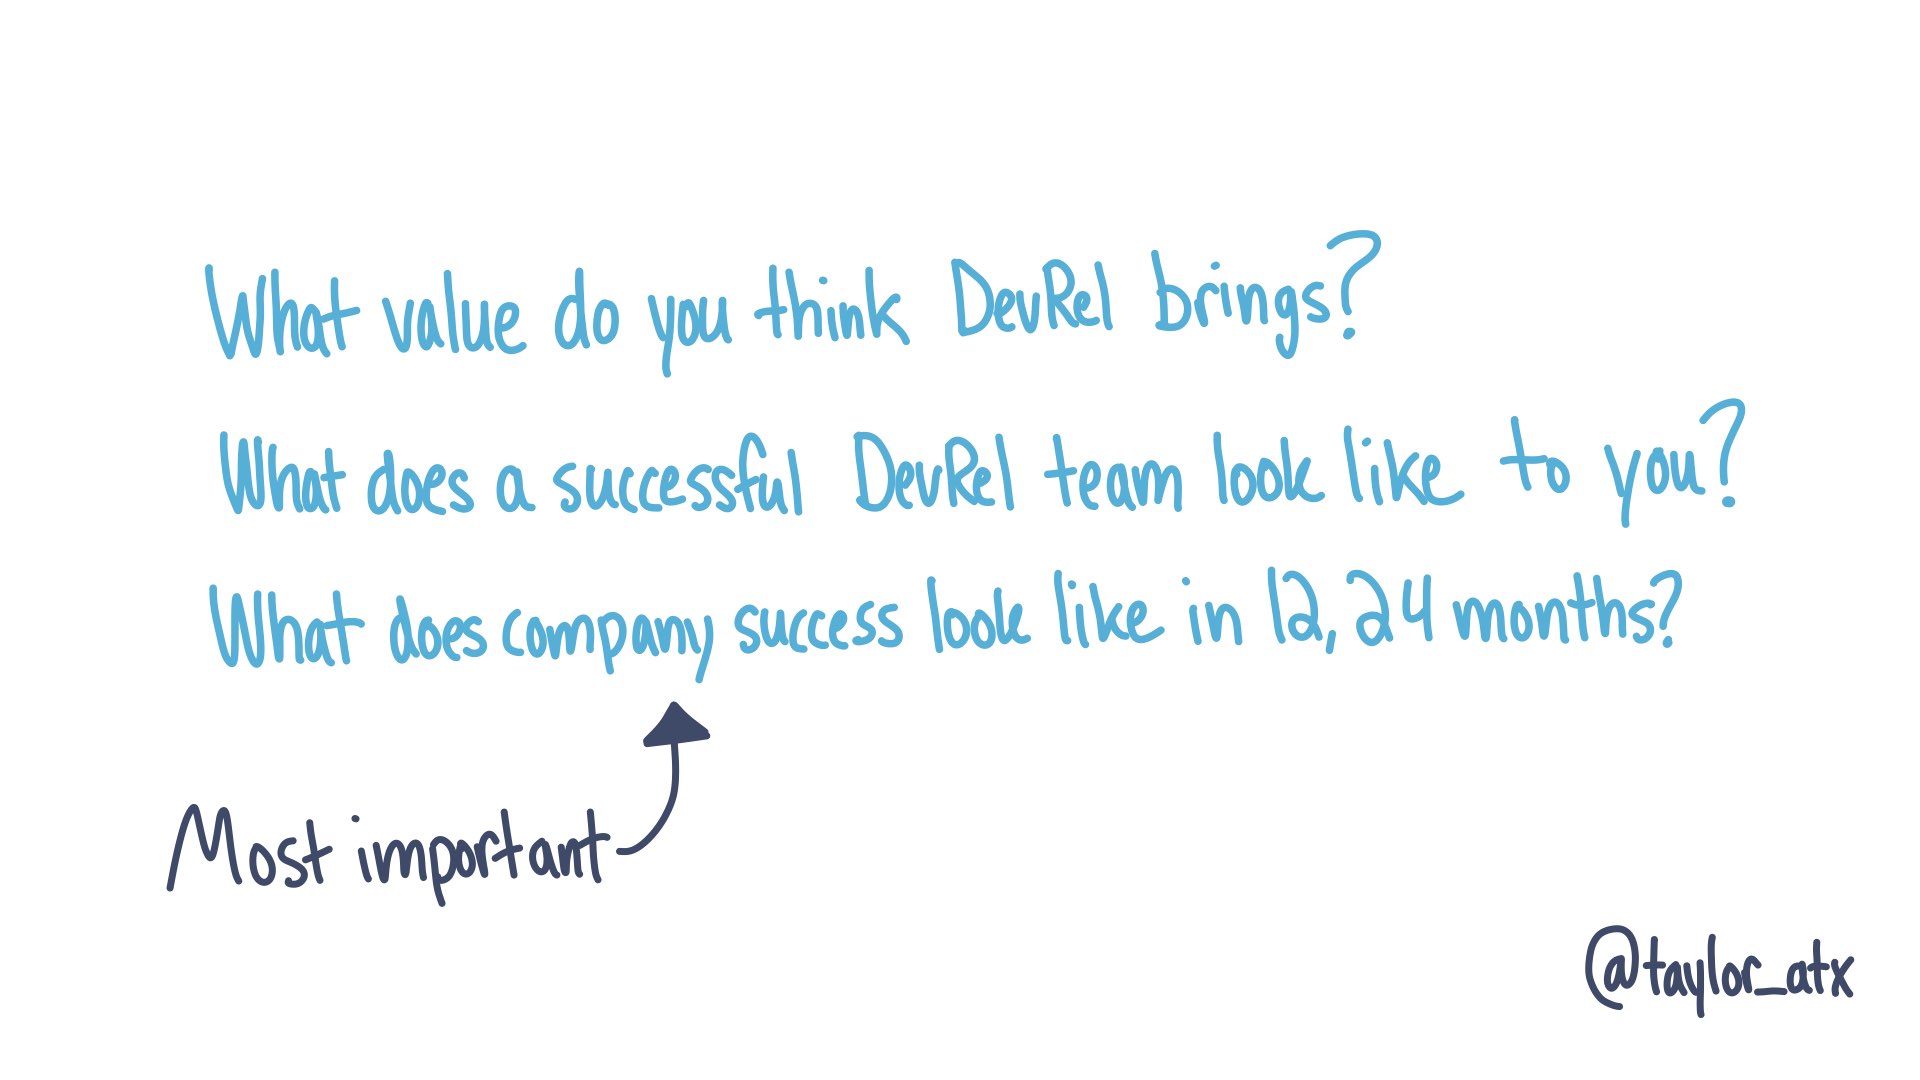 What value do you think DevRel brings?
What does a successful DevRel team look like to you?
What does company success look like in 12, 24 months?
Most important
@taylor_atx